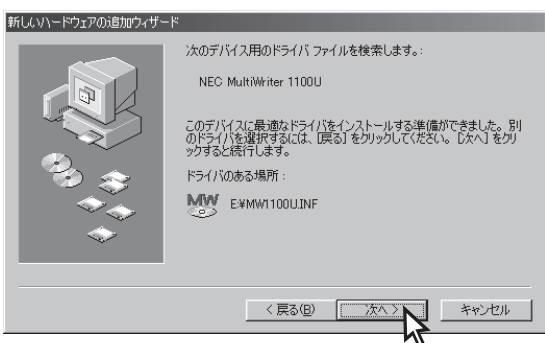 新しいハードウェアの追加ウィザード
次のデバイス用のドライバ ファイルを検索します。:
NEC MultiWriter 1100U
このデバイスに最適なドライバをインストールする準備ができました。別
のドライバを選択するには、[戻る] をクリックしてください。[次へ] をクリ
ックすると続行します。
ドライバのある場所 :
MW
E:¥MW1100U.INF
< 戻る(B)
次へ >
キャンセル